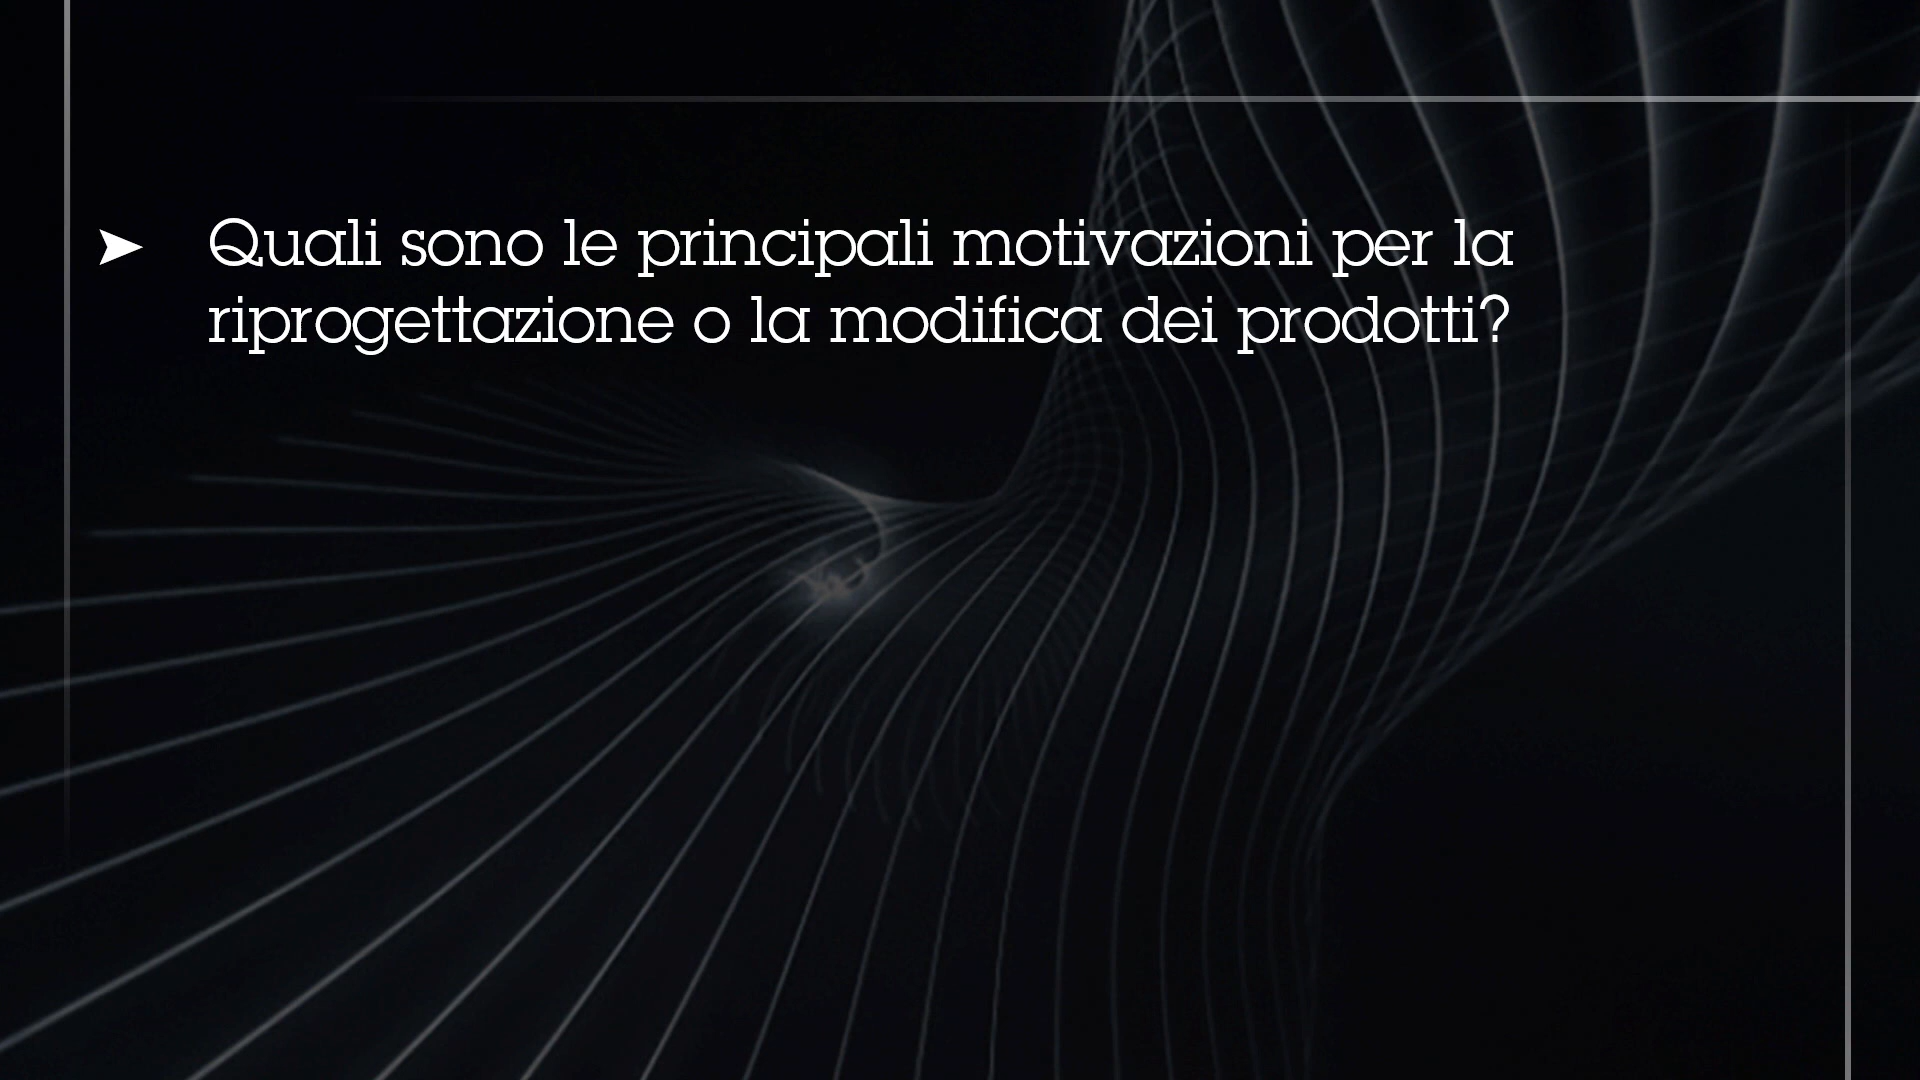 ➤ Quali sono le principali motivazioni per la
riprogettazione o la modifica dei prodotti?